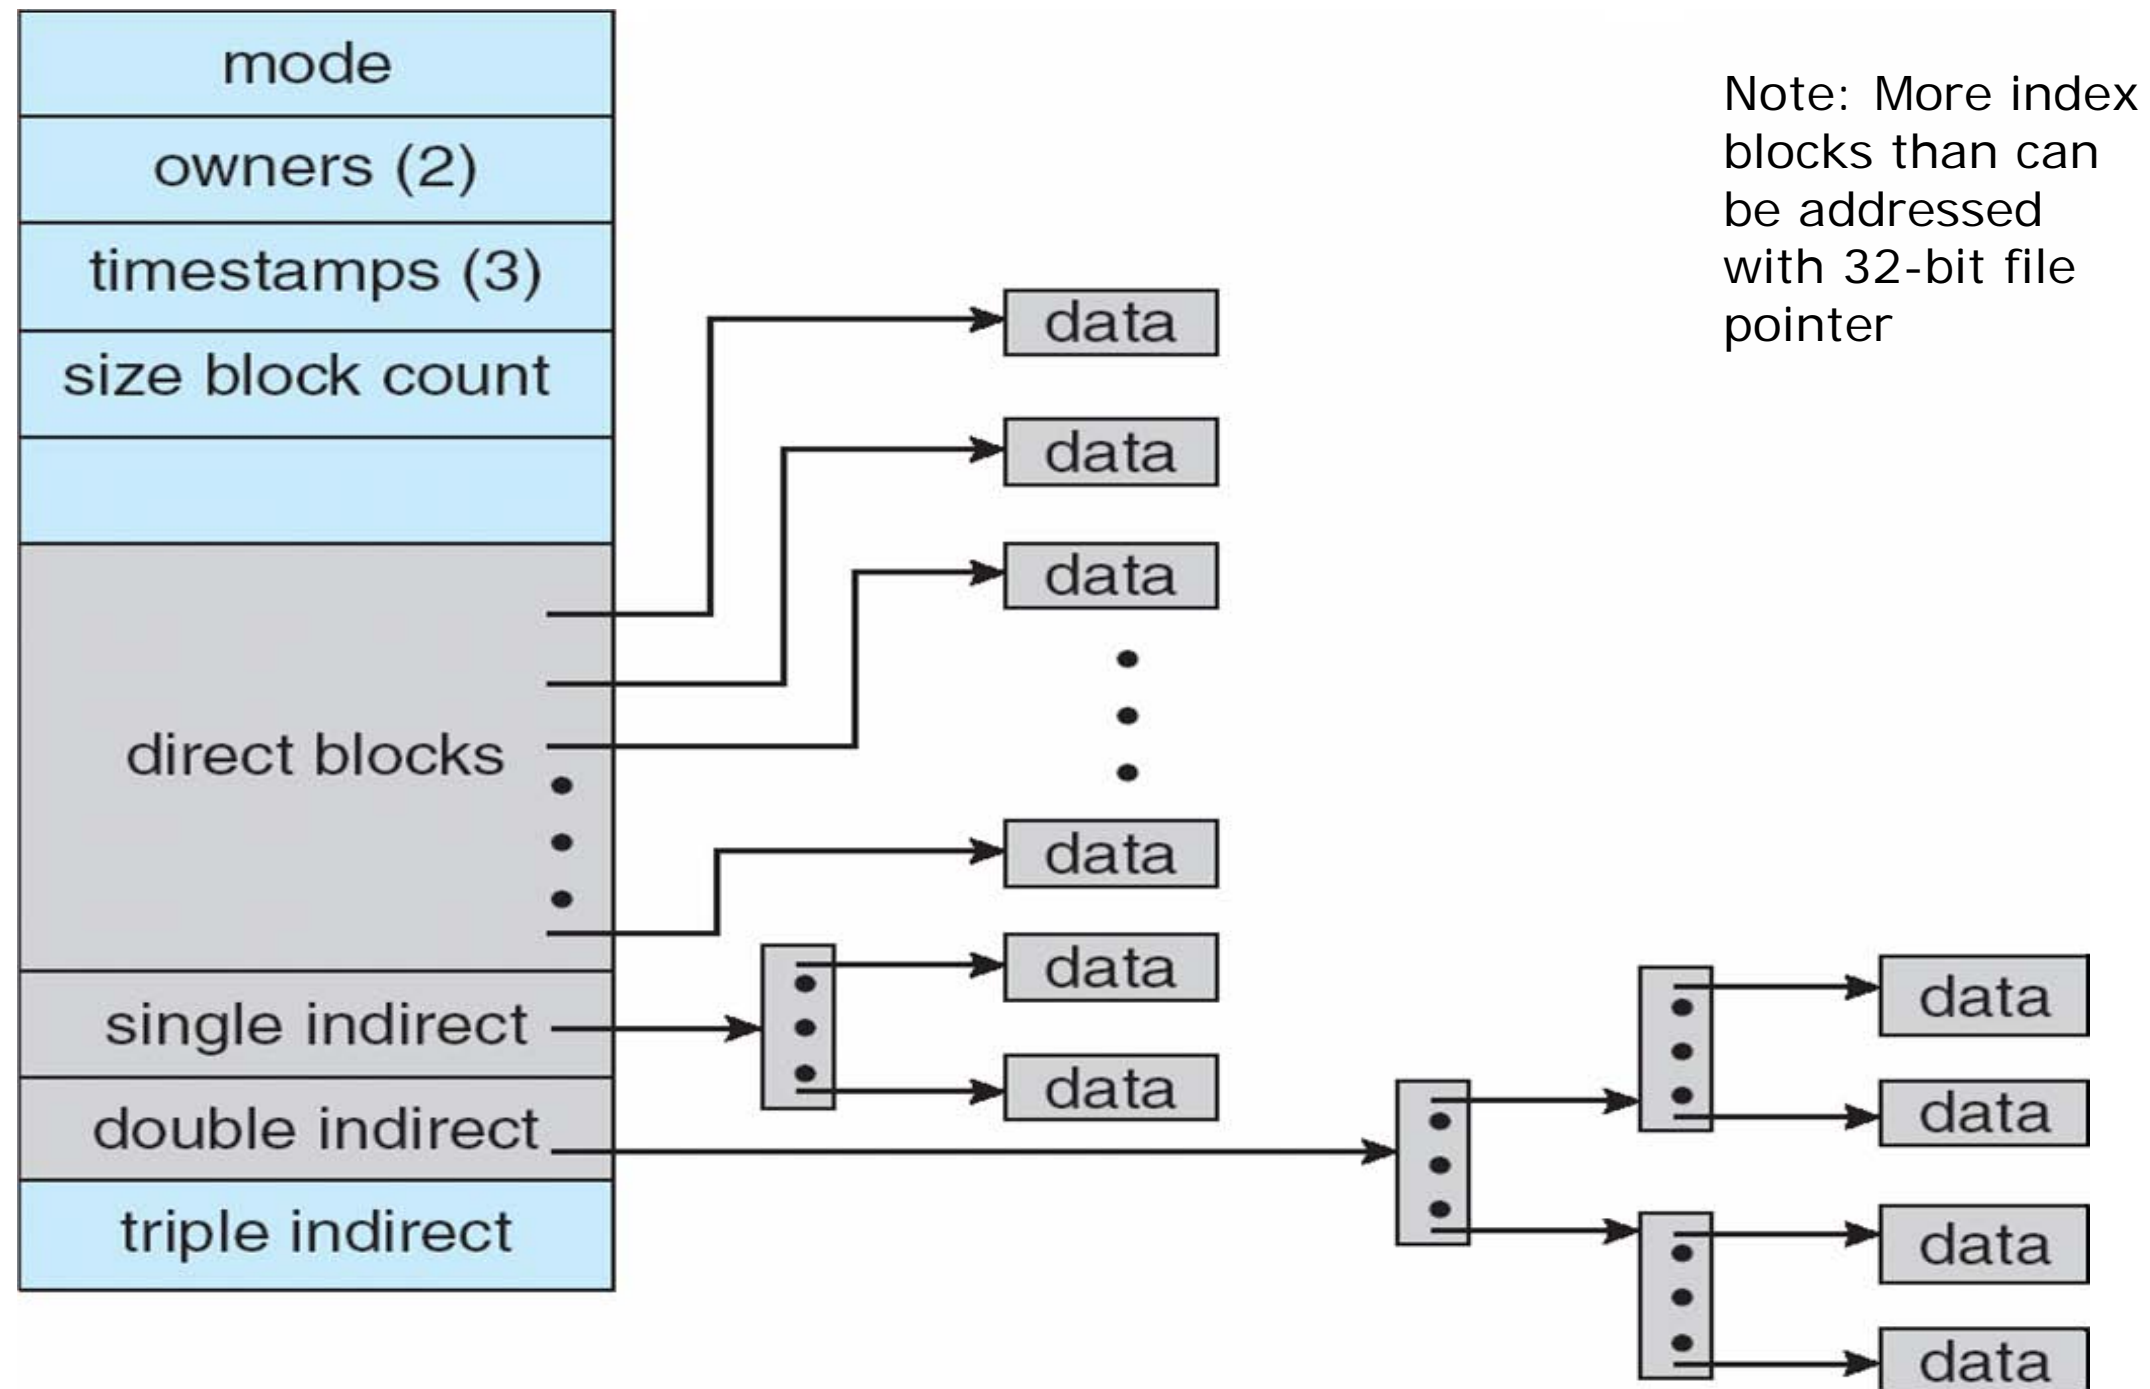 mode
owners (2)
timestamps (3)
size block count
direct blocks
single indirect
double indirect
triple indirect
data
data
data
data
data
data
data
data
data
data
Note: More index
blocks than can
be addressed
with 32-bit file
pointer